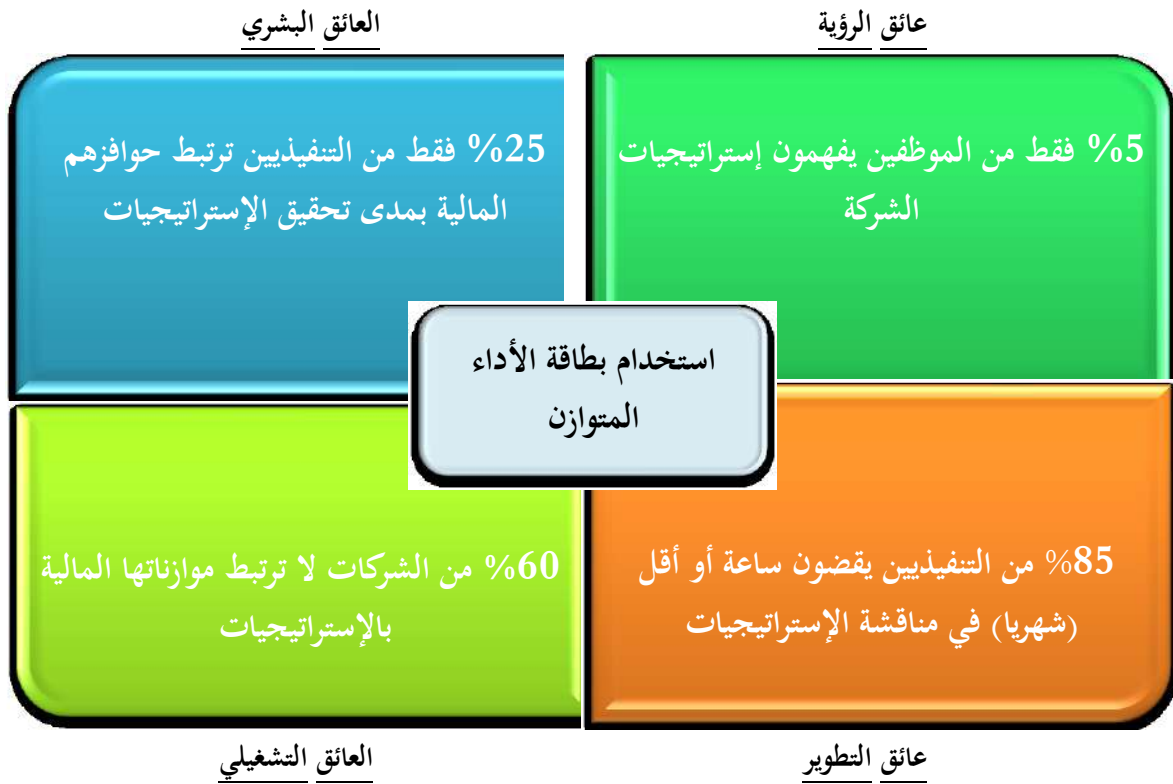 عائق الرؤية
العائق البشري
5% فقط من الموظفين يفهمون إستراتيجيات
الشركة
25% فقط من التنفيذيين ترتبط حوافزهم
المالية بمدى تحقيق الإستراتيجيات
استخدام بطاقة الأداء
المتوازن
85% من التنفيذيين يقضون ساعة أو أقل
(شهريا) في مناقشة الإستراتيجيات
60% من الشركات لا ترتبط موازناتها المالية
بالإستراتيجيات
عائق التطوير
العائق التشغيلي